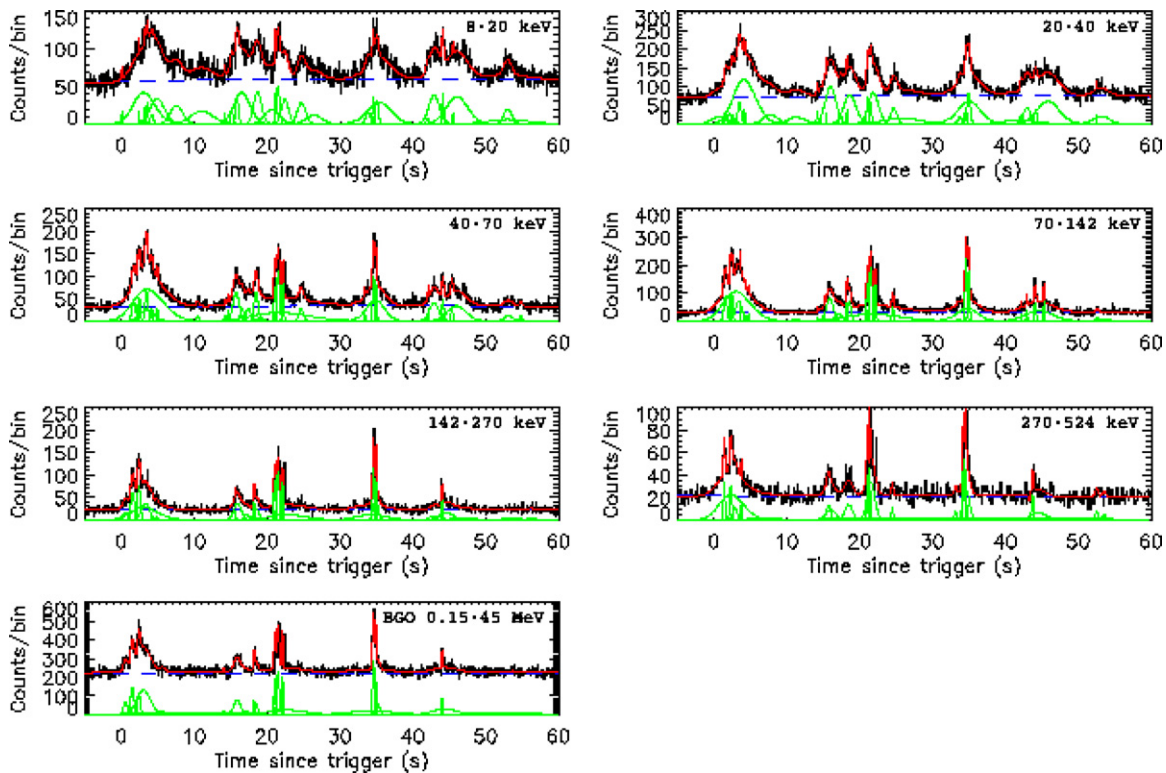 8-20 keV
150
100
50
0
Counts/bin
0 10 20 30 40 50 60
Time since trigger (s)
20-40 keV
300
250
200
150
100
50
0
Counts/bin
0 10 20 30 40 50 60
Time since trigger (s)
40-70 keV
250
200
150
100
50
0
Counts/bin
0 10 20 30 40 50 60
Time since trigger (s)
70-142 keV
400
300
200
100
0
Counts/bin
0 10 20 30 40 50 60
Time since trigger (s)
142-270 keV
250
200
150
100
50
0
Counts/bin
0 10 20 30 40 50 60
Time since trigger (s)
270-524 keV
100
80
60
40
20
0
Counts/bin
0 10 20 30 40 50 60
Time since trigger (s)
BGO 0.15-45 MeV
600
500
400
300
200
100
0
Counts/bin
0 10 20 30 40 50 60
Time since trigger (s)